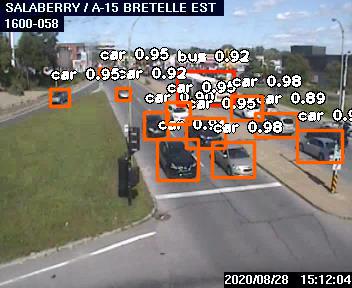 SALABERRY / A-15 BRETELLE EST
1600-058
car 0.95 bus 0.92
car 0.95 car 0.92
car 0.98
car 0.89
car 0.95
car 0.98
2020/08/28 15:12:04